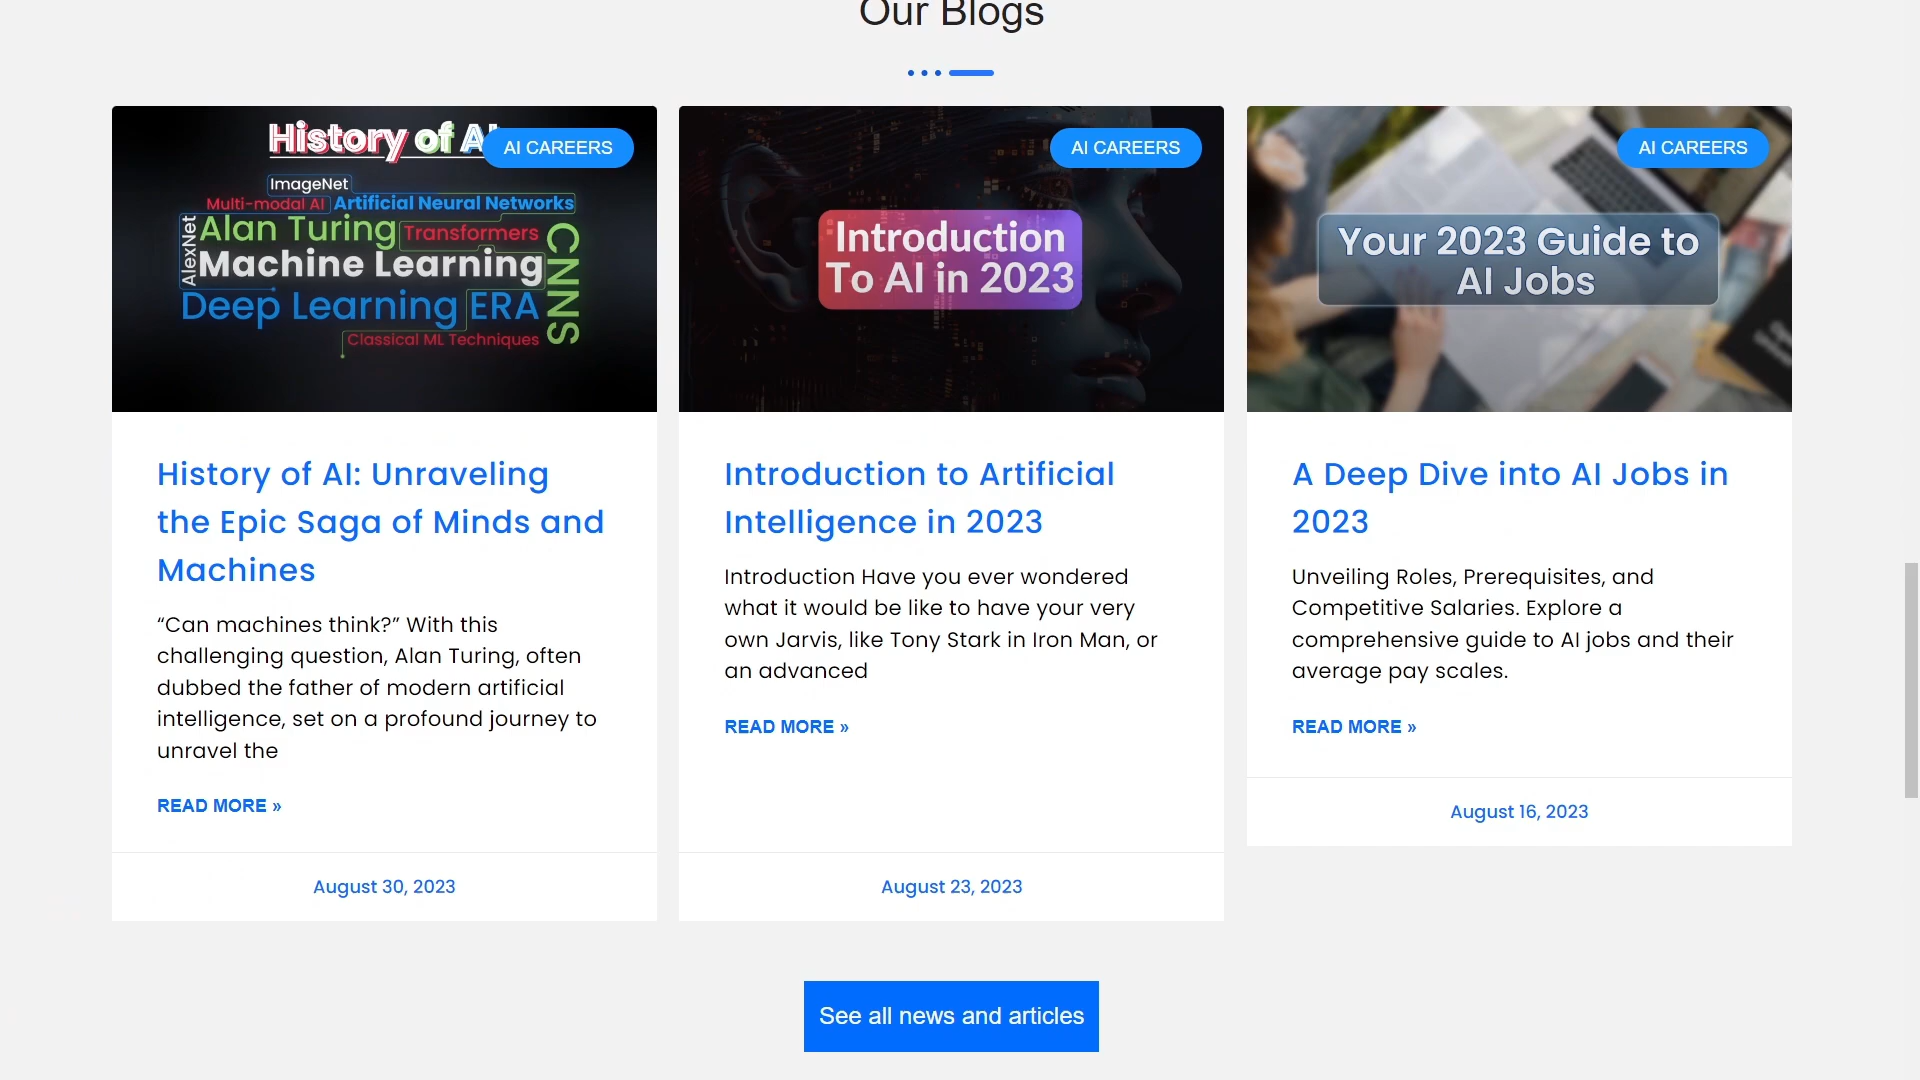 Our Blogs
History of AI
AI CAREERS
ImageNet
Multi-modal AI
Artificial Neural Networks
AlexNet
Alan Turing
Transformers
CNNS
Machine Learning
Deep Learning ERA
Classical ML Techniques
History of AI: Unraveling
the Epic Saga of Minds and
Machines
“Can machines think?” With this
challenging question, Alan Turing, often
dubbed the father of modern artificial
intelligence, set on a profound journey to
unravel the
READ MORE »
August 30, 2023
AI CAREERS
Introduction
To AI in 2023
Introduction to Artificial
Intelligence in 2023
Introduction Have you ever wondered
what it would be like to have your very
own Jarvis, like Tony Stark in Iron Man, or
an advanced
READ MORE »
August 23, 2023
AI CAREERS
Your 2023 Guide to
AI Jobs
A Deep Dive into AI Jobs in
2023
Unveiling Roles, Prerequisites, and
Competitive Salaries. Explore a
comprehensive guide to AI jobs and their
average pay scales.
READ MORE »
August 16, 2023
See all news and articles